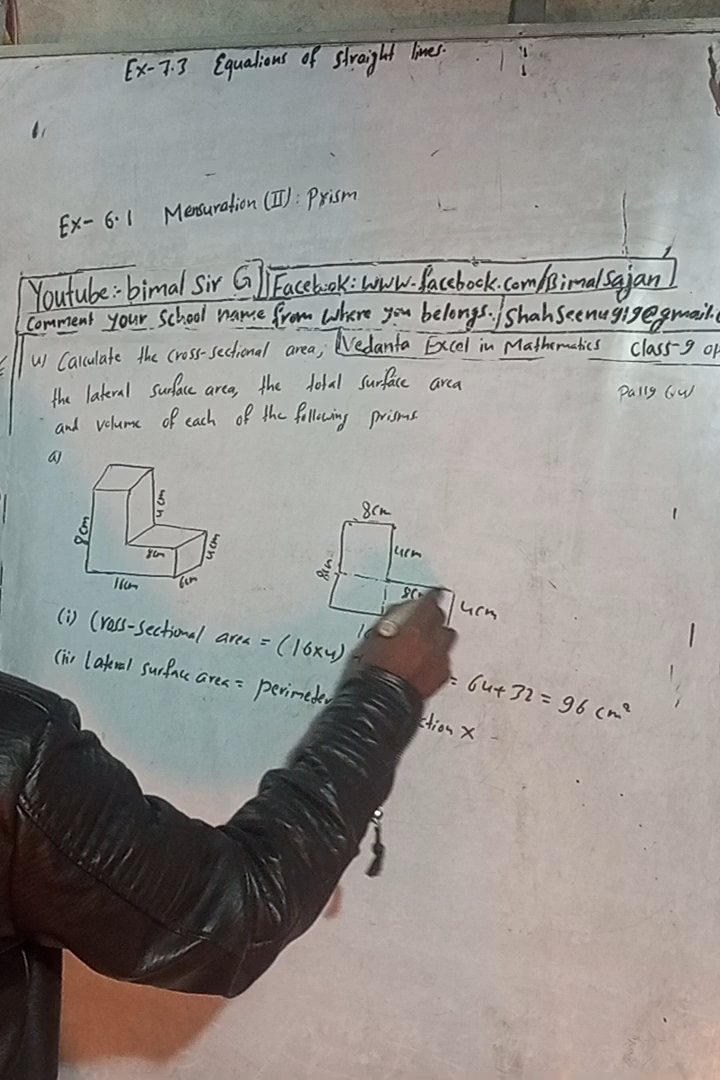 Ex-7.3 Equations of straight lines.
Ex- 6.1 Mensuration (II): Prism
Youtube:- bimal Sir G Facebook: www.facebook.com/Bimalsajan
Comment your School name from where you belongs. Shahseenu919@gmail.c
Calculate the cross-sectional area, Vedanta Excel in Mathematics Class-9 op
the lateral surface area, the total surface area
and volume of each of the following prisms
a)
8cm
4cm
8cm
4cm
16cm
6cm
8cm
4cm
8cm
8c
4cm
(i) Cross-sectional area = (16x4) = 64+32 = 96 cm²
(ii) lateral surface area = perimeter ction x